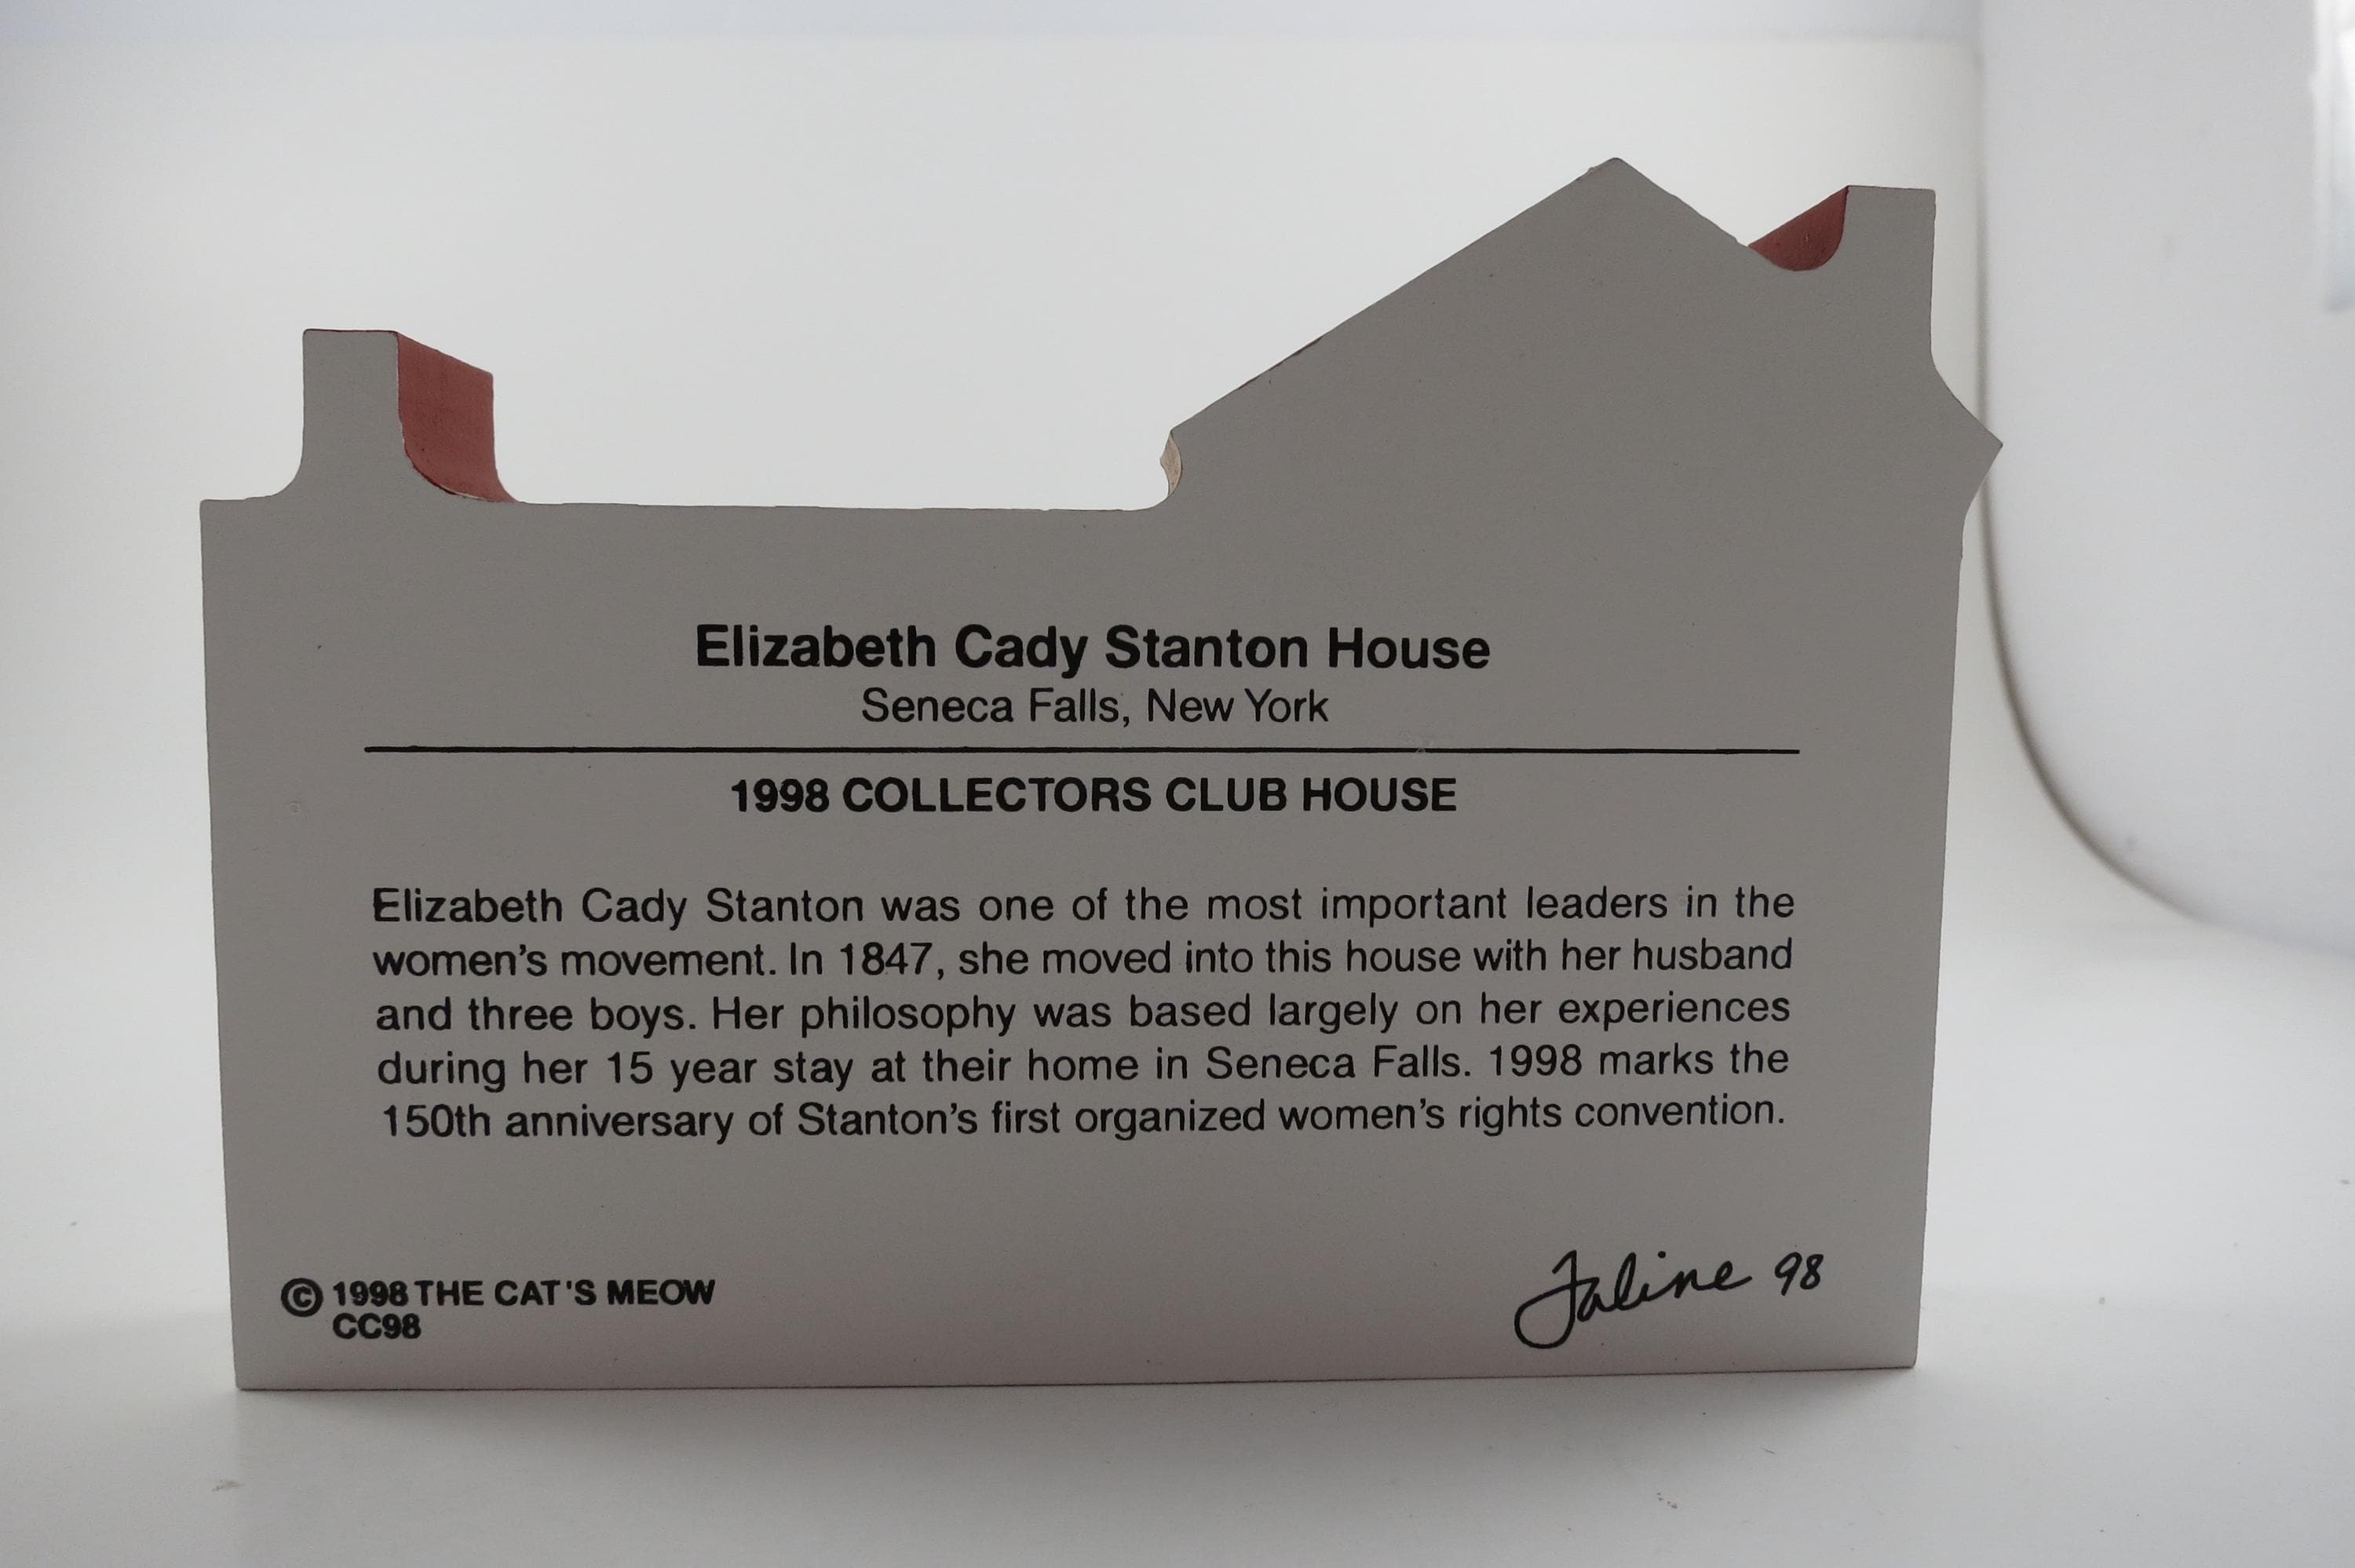 Elizabeth Cady Stanton House
Seneca Falls, New York
1998 COLLECTORS CLUB HOUSE
Elizabeth Cady Stanton was one of the most important leaders in the
women's movement. In 1847, she moved into this house with her husband
and three boys. Her philosophy was based largely on her experiences
during her 15 year stay at their home in Seneca Falls. 1998 marks the
150th anniversary of Stanton's first organized women's rights convention.
© 1998 THE CAT'S MEOW
CC98
Faline 98